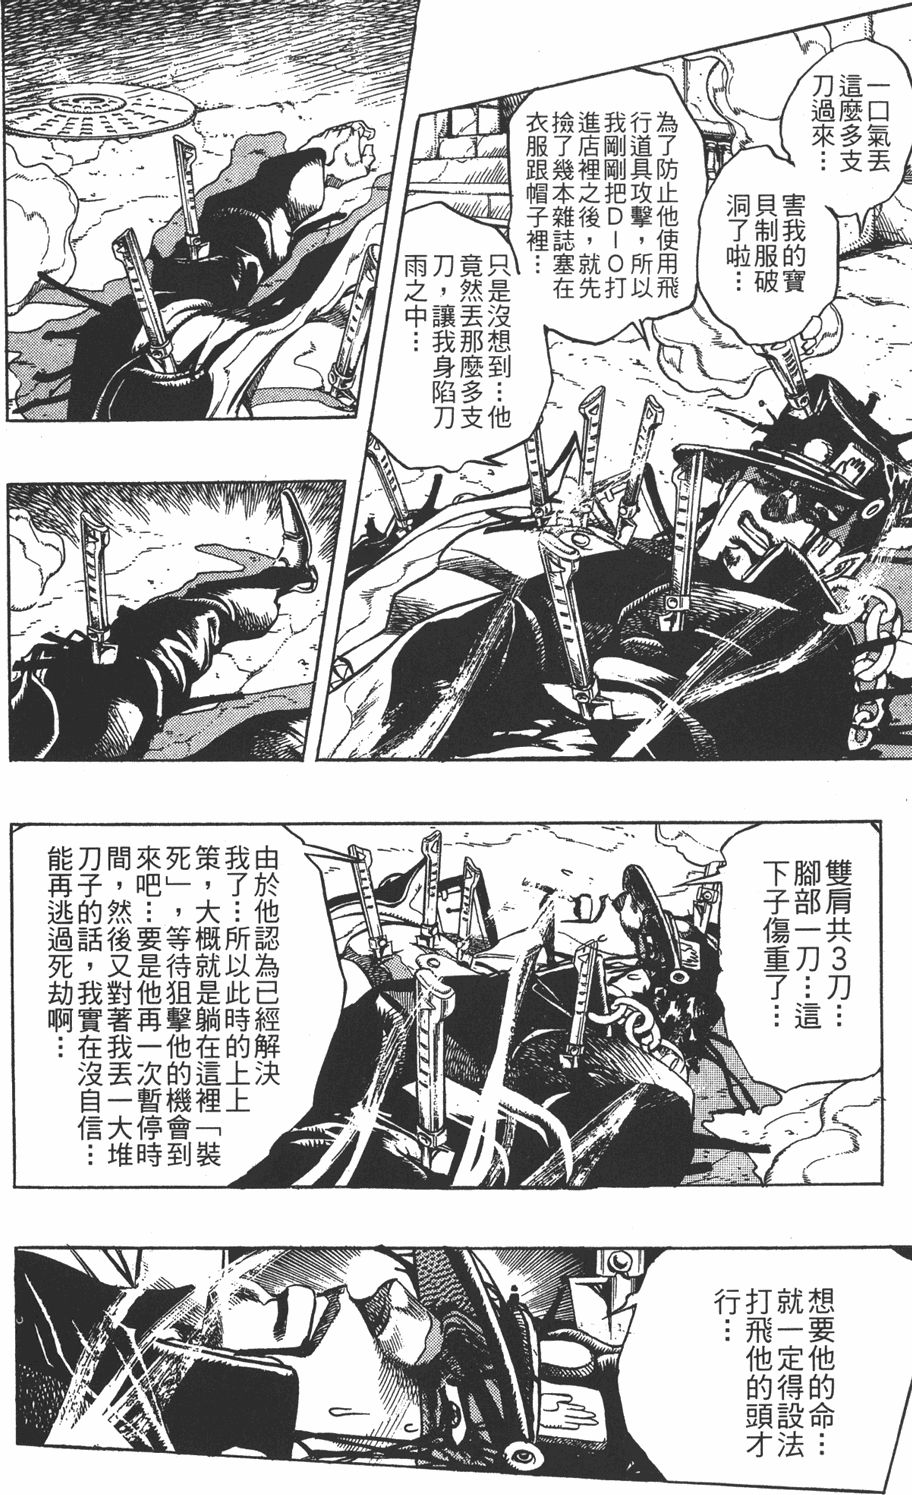 一口氣丟
這麼多支
刀過來…
害我的寶
貝制服破
洞了啦…
為了防止他使用飛
行道具攻擊，所以
我剛剛把DIO打
進店裡之後，就先
撿了幾本雜誌塞在
衣服跟帽子裡…
只是沒想到…他
竟然丟那麼多支
刀，讓我身陷刀
雨之中…
雙肩共3刀…
腳部一刀…這
下子傷重了…
由於他認為已經解決
我了…所以此時的上上
策，大概就是躺在這裡「裝
死」，等待狙擊他的機會到
來吧…要是他再一次暫停時
間，然後又對著我丟一大堆
刀子的話，我實在沒自信…
能再逃過死劫啊…
想要他的命…
就一定得設法
打飛他的頭才
行…